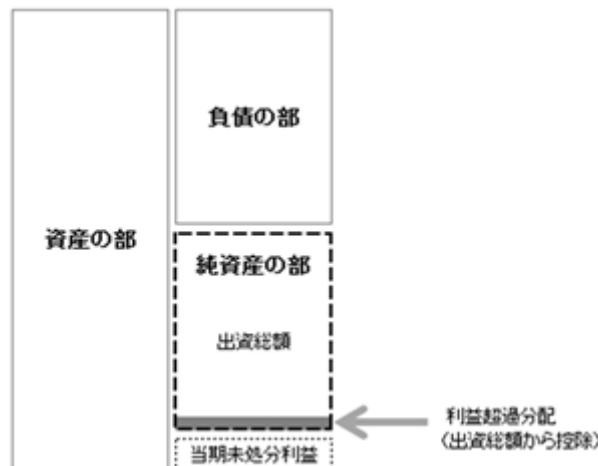 資産の部
負債の部
純資産の部
出資総額
利益超過分配
（出資総額から控除）
当期未処分利益